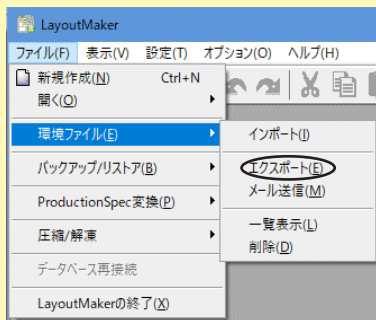 LayoutMaker
ファイル(F) 表示(V) 設定(T) オプション(O) ヘルプ(H)
新規作成(N) Ctrl+N
開く(O)
環境ファイル(E)
バックアップ/リストア(B)
ProductionSpec変換(P)
圧縮/解凍
データベース再接続
LayoutMakerの終了(X)
インポート(I)
エクスポート(E)
メール送信(M)
一覧表示(L)
削除(D)